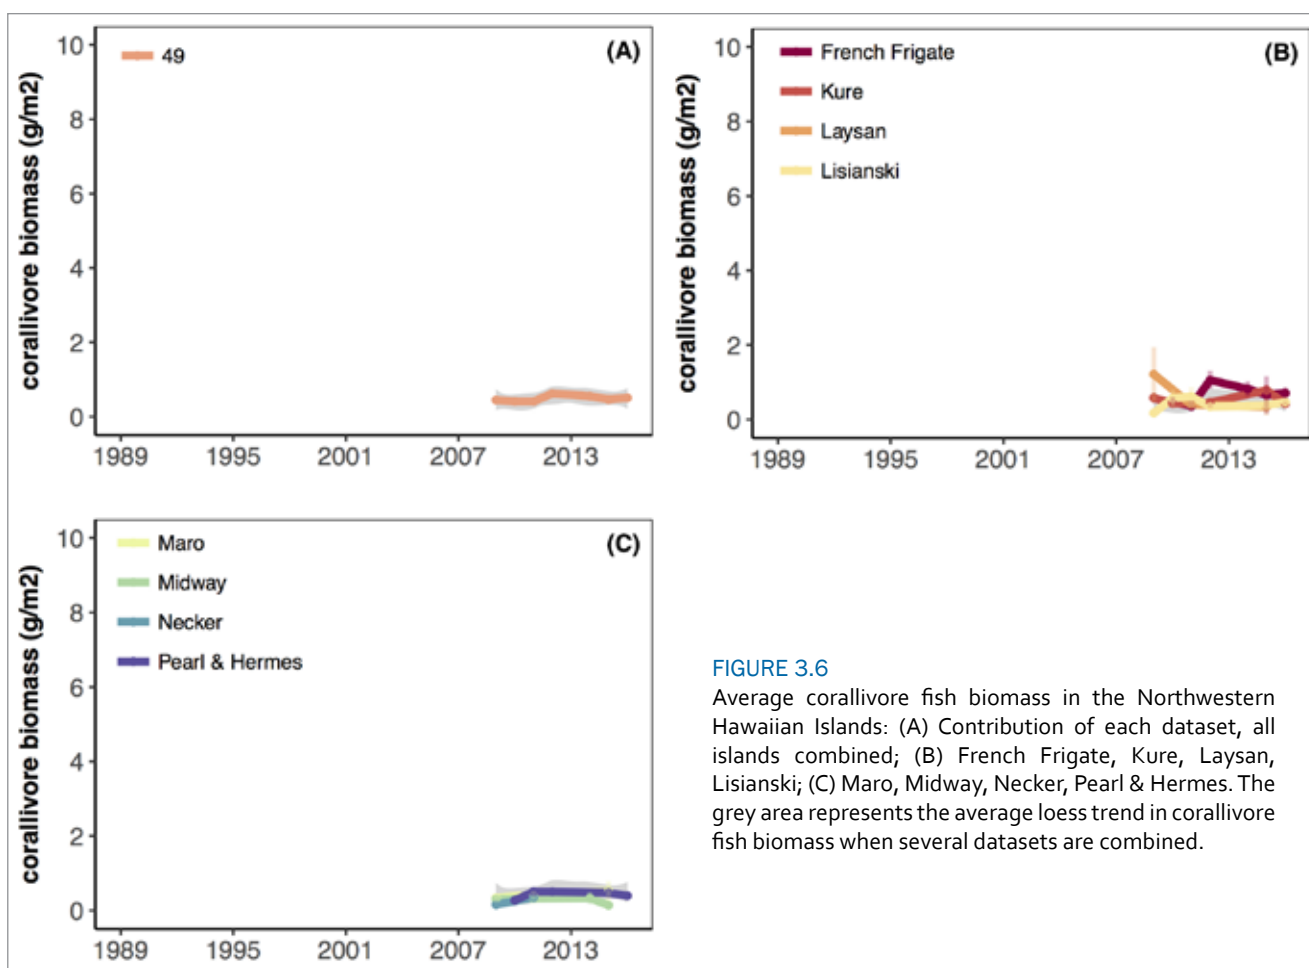 corallivore biomass (g/m2)
10
8
6
4
2
0
49
(A)
1989 1995 2001 2007 2013
corallivore biomass (g/m2)
10
8
6
4
2
0
French Frigate
Kure
Laysan
Lisianski
(B)
1989 1995 2001 2007 2013
corallivore biomass (g/m2)
10
8
6
4
2
0
Maro
Midway
Necker
Pearl & Hermes
(C)
1989 1995 2001 2007 2013
FIGURE 3.6
Average corallivore fish biomass in the Northwestern
Hawaiian Islands: (A) Contribution of each dataset, all
islands combined; (B) French Frigate, Kure, Laysan,
Lisianski; (C) Maro, Midway, Necker, Pearl & Hermes. The
grey area represents the average loess trend in corallivore
fish biomass when several datasets are combined.